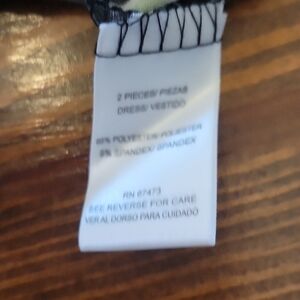 2 PIECES/ PIEZAS
DRESS/ VESTIDO
95% POLYESTER/ POLIESTER
5% SPANDEX/ SPANDEX
RN 67473
SEE REVERSE FOR CARE
VER AL DORSO PARA CUIDADO